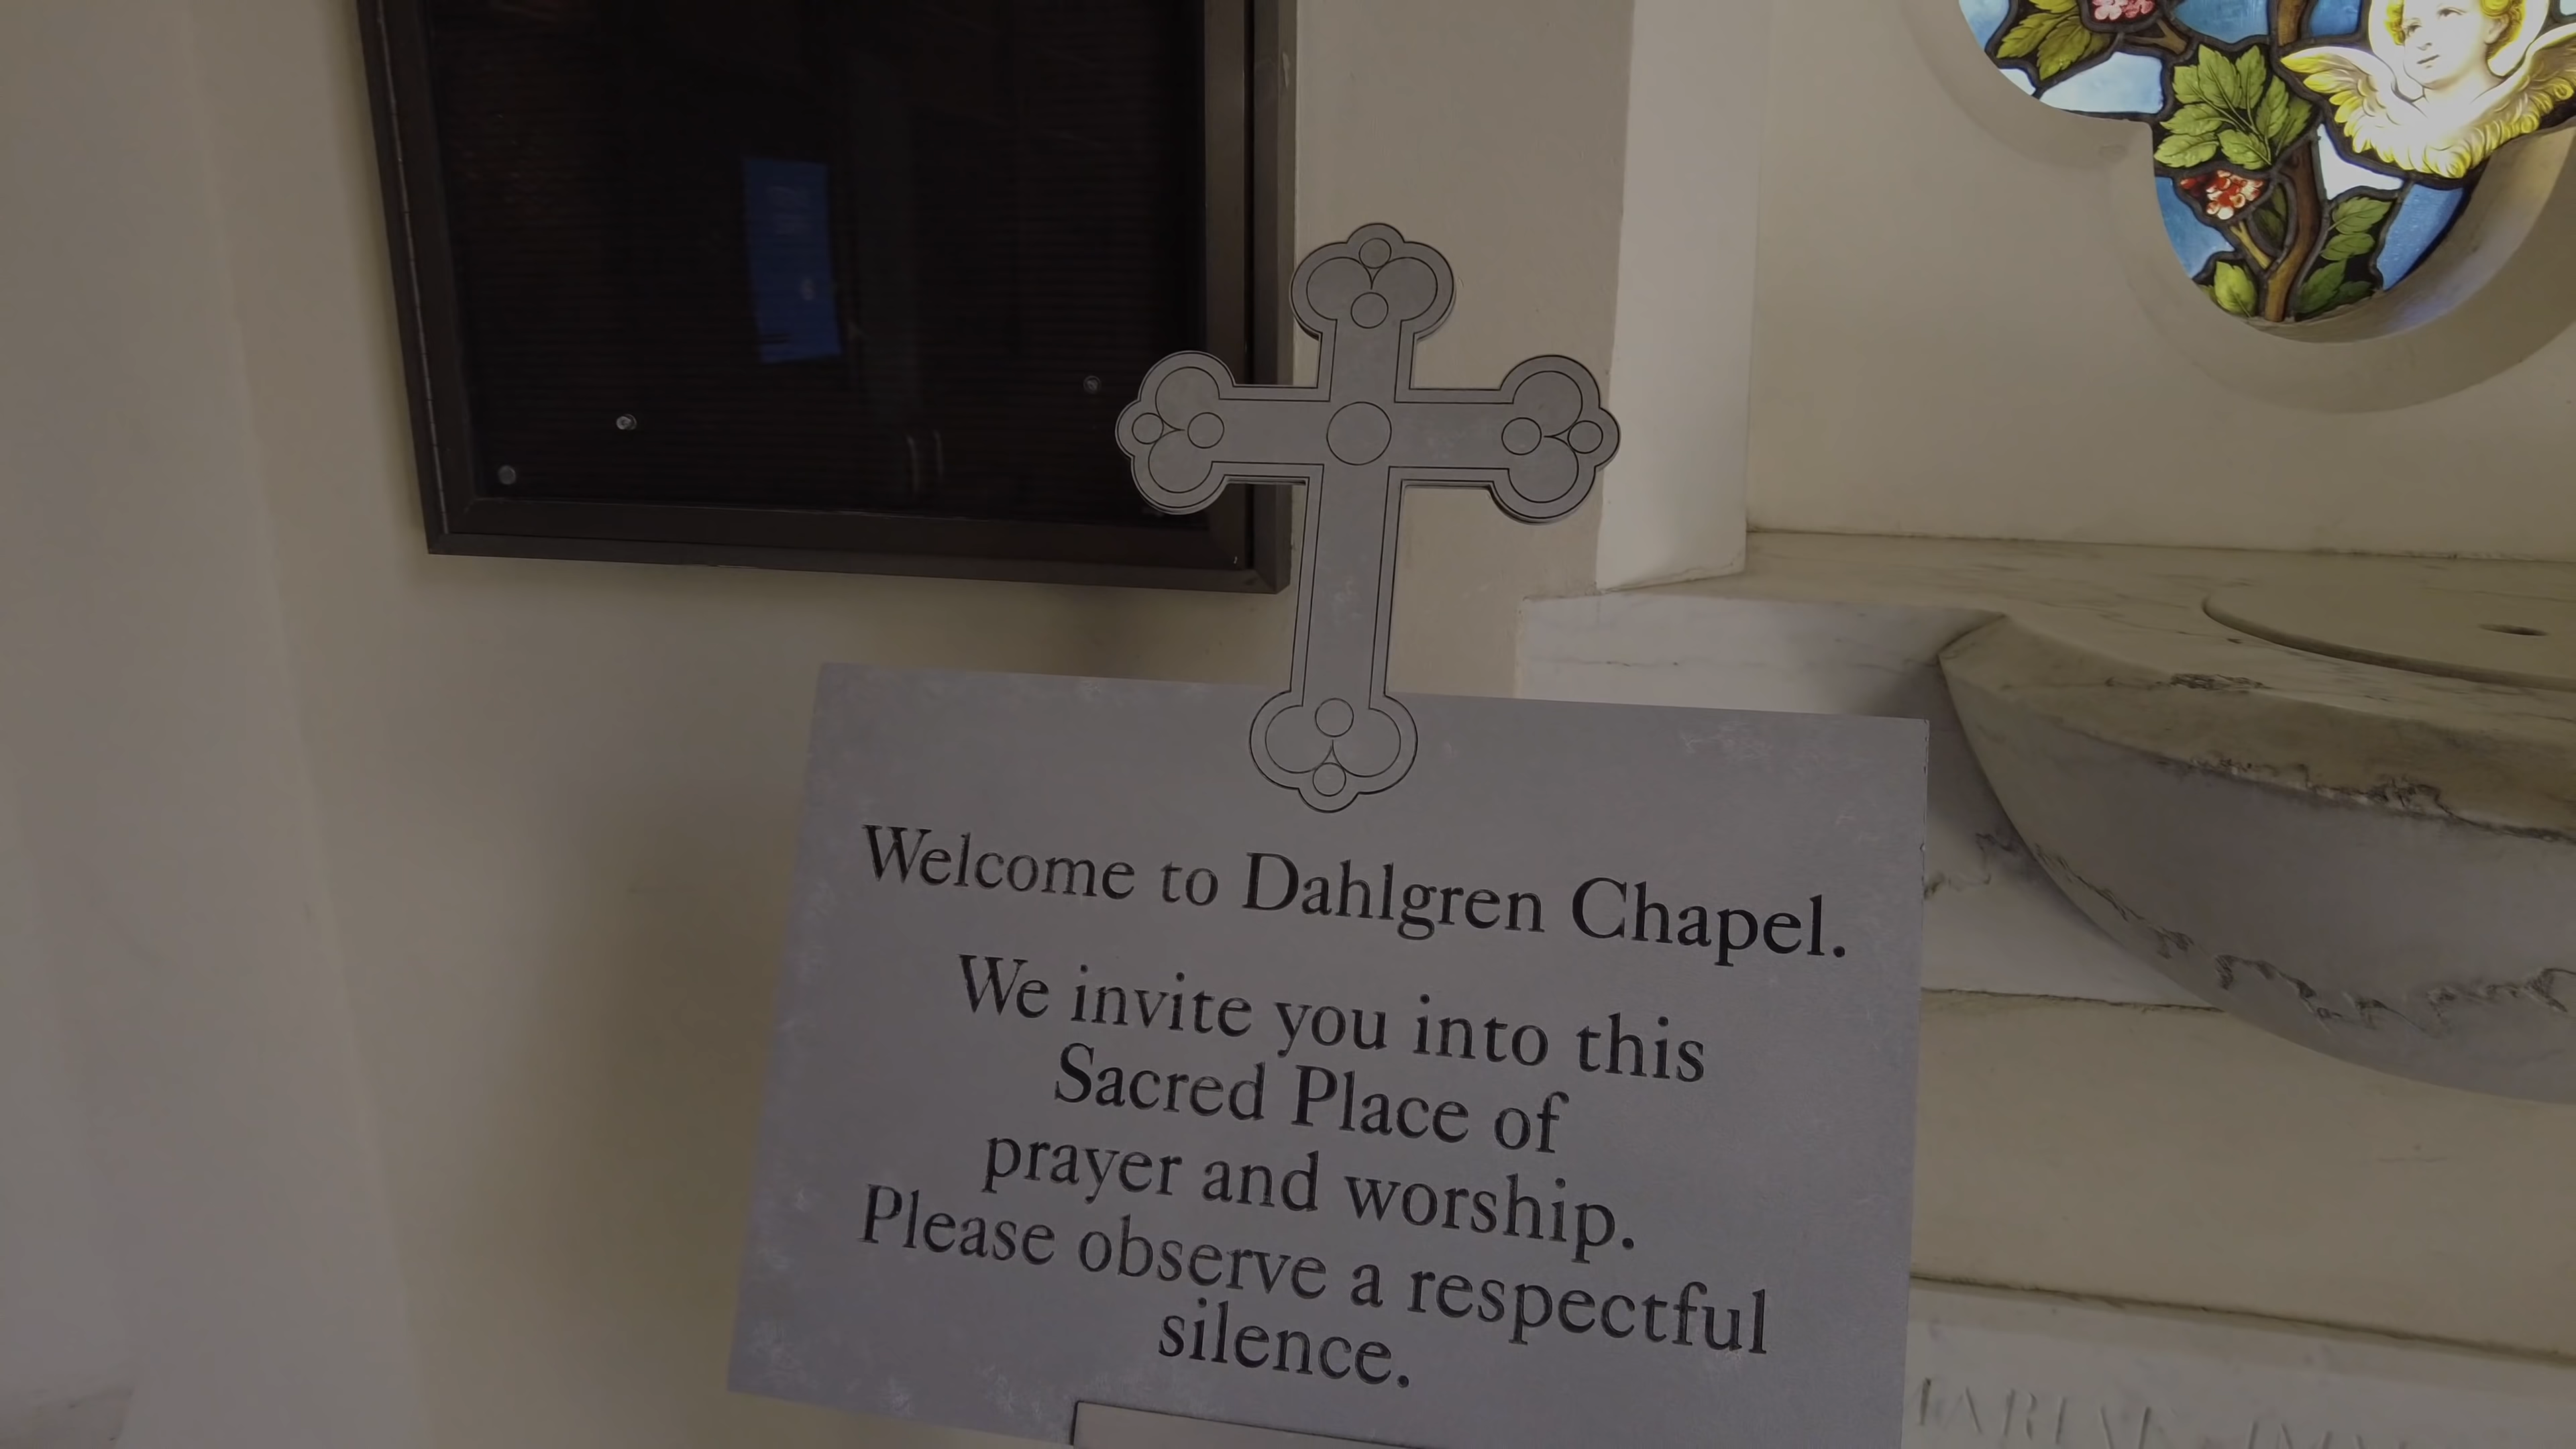 Welcome to Dahlgren Chapel.
We invite you into this
Sacred Place of
prayer and worship.
Please observe a respectful
silence.